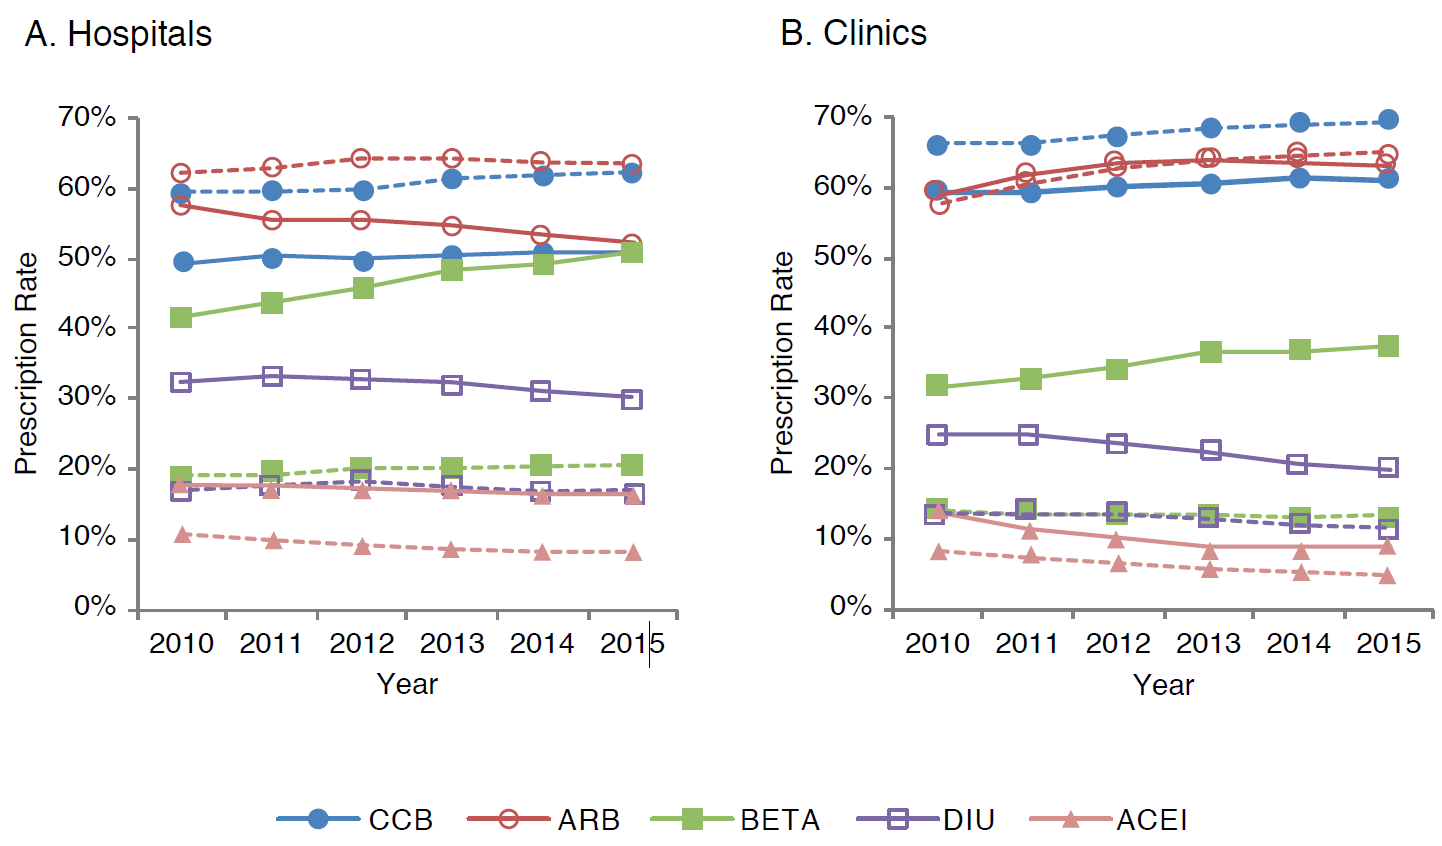 A. Hospitals
70%
60%
50%
40%
30%
20%
10%
0%
Prescription Rate
2010 2011 2012 2013 2014 2015
Year
B. Clinics
70%
60%
50%
40%
30%
20%
10%
0%
Prescription Rate
2010 2011 2012 2013 2014 2015
Year
CCB ARB BETA DIU ACEI